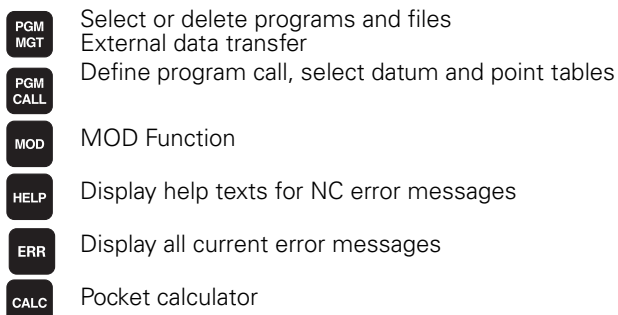 PGM MGT Select or delete programs and files
External data transfer
PGM CALL Define program call, select datum and point tables
MOD MOD Function
HELP Display help texts for NC error messages
ERR Display all current error messages
CALC Pocket calculator